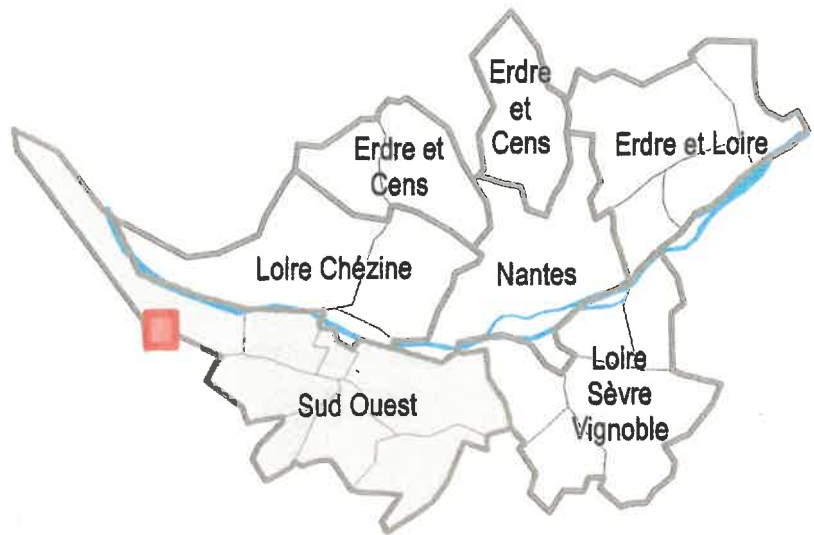 Erdre
et
Cens
Erdre et
Cens
Erdre et Loire
Loire Chézine
Nantes
Loire
Sèvre
Vignoble
Sud Ouest